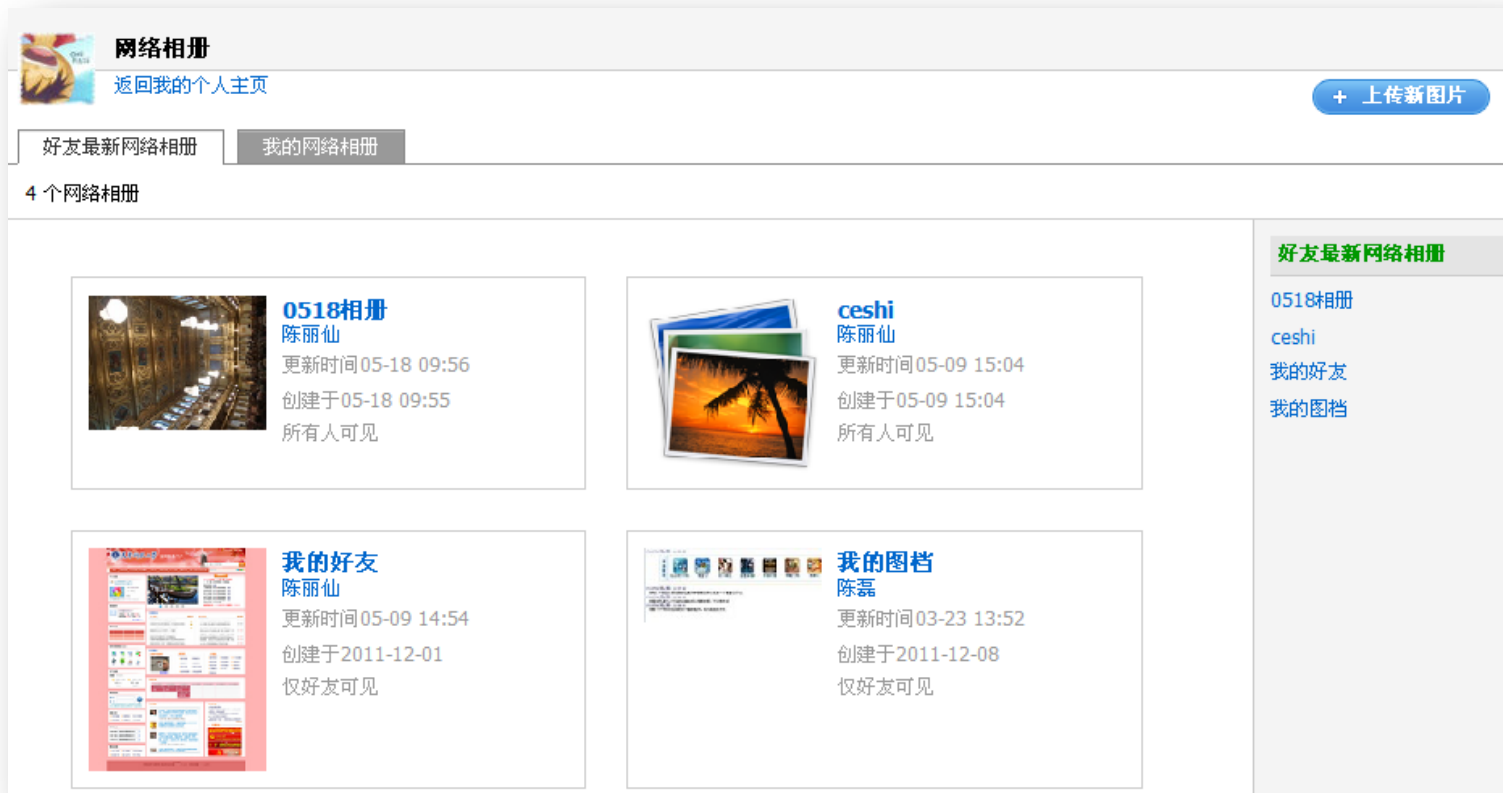 网络相册
返回我的个人主页
+ 上传新图片
好友最新网络相册
我的网络相册
4 个网络相册
0518相册
陈丽仙
更新时间05-18 09:56
创建于05-18 09:55
所有人可见
ceshi
陈丽仙
更新时间05-09 15:04
创建于05-09 15:04
所有人可见
我的好友
陈丽仙
更新时间05-09 14:54
创建于2011-12-01
仅好友可见
我的图档
陈磊
更新时间03-23 13:52
创建于2011-12-08
仅好友可见
好友最新网络相册
0518相册
ceshi
我的好友
我的图档